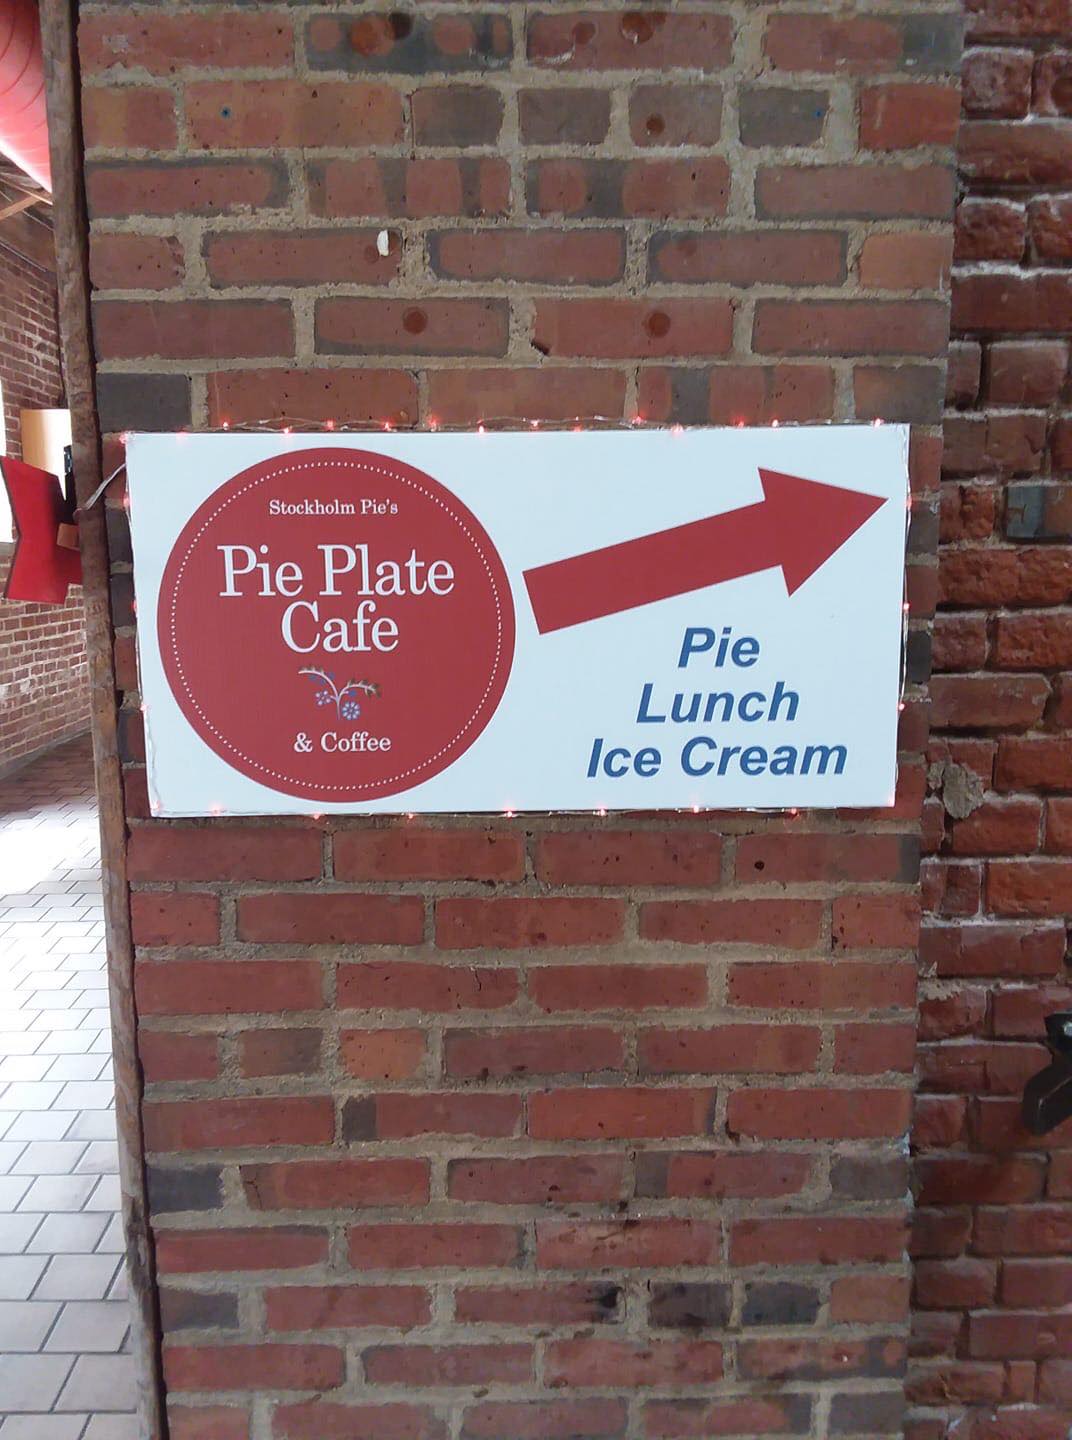 Stockholm Pie's
Pie Plate
Cafe
& Coffee
Pie
Lunch
Ice Cream